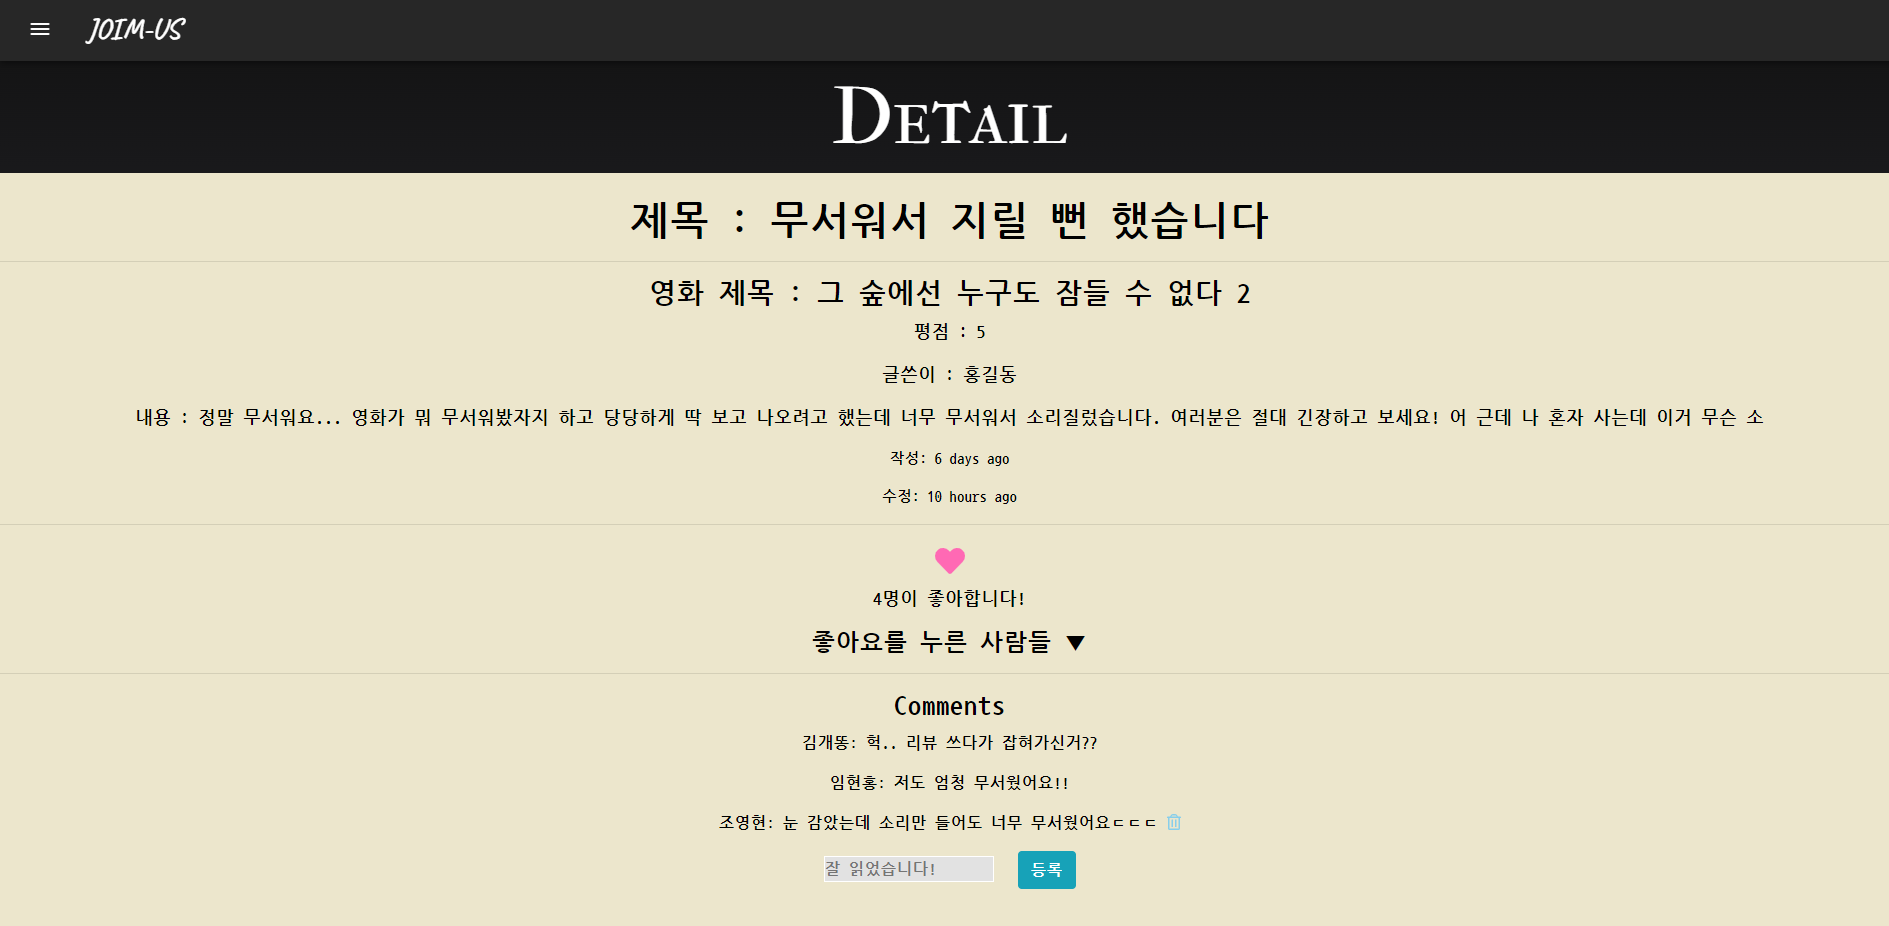 JOIM-US
DETAIL
제목 : 무서워서 지릴 뻔 했습니다
영화 제목 : 그 숲에선 누구도 잠들 수 없다 2
평점 : 5
글쓴이 : 홍길동
내용 : 정말 무서워요... 영화가 뭐 무서워봤자지 하고 당당하게 딱 보고 나오려고 했는데 너무 무서워서 소리질렀습니다. 여러분은 절대 긴장하고 보세요! 어 근데 나 혼자 사는데 이거 무슨 소
작성: 6 days ago
수정: 10 hours ago
4명이 좋아합니다!
좋아요를 누른 사람들 ▼
Comments
김개똥: 헉.. 리뷰 쓰다가 잡혀가신거??
임현홍: 저도 엄청 무서웠어요!!
조영현: 눈 감았는데 소리만 들어도 너무 무서웠어요ㄷㄷㄷ
잘 읽었습니다! 등록